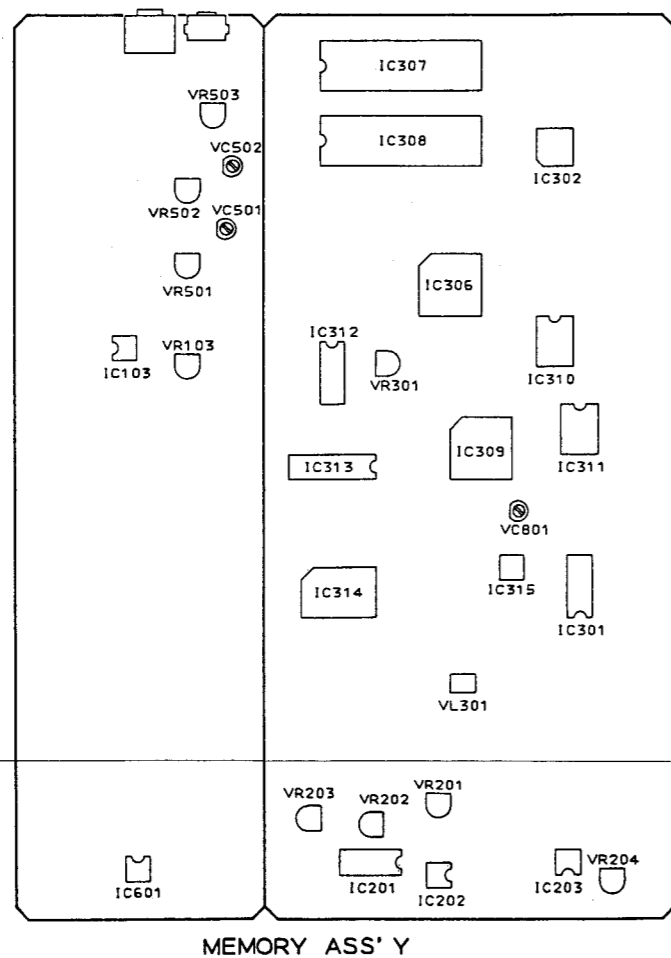 IC307
VR503
IC308
VC502
IC302
VR502
VC501
IC306
VR501
IC312
VR103
IC103
VR301
IC310
IC309
IC313
IC311
VC801
IC314
IC315
IC301
VL301
VR203
VR202
VR201
IC601
IC201
IC202
IC203
VR204
MEMORY ASS' Y